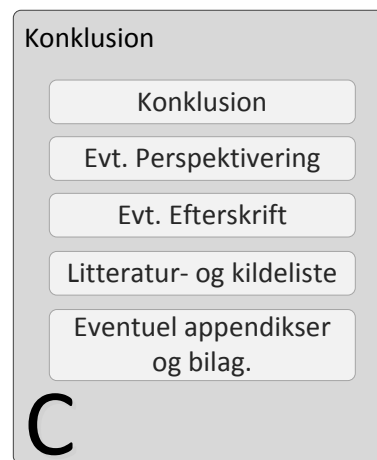 Konklusion
Konklusion
Evt. Perspektivering
Evt. Efterskrift
Litteratur- og kildeliste
Eventuel appendikser
og bilag.
C